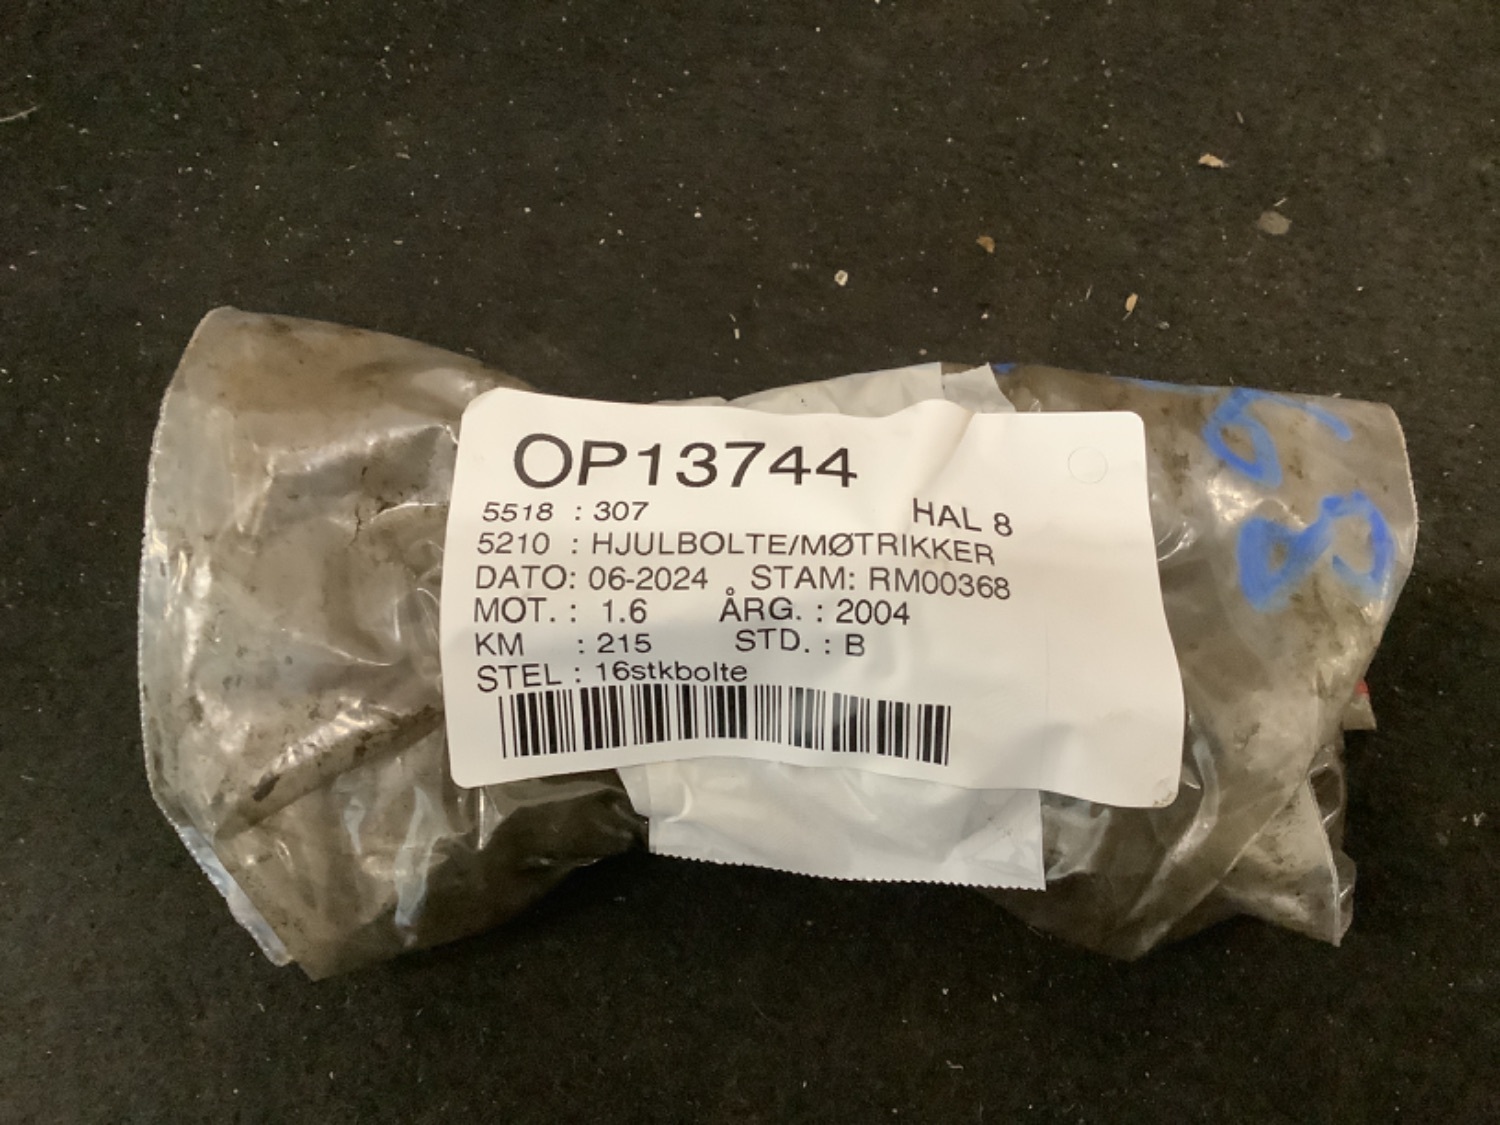 OP13744
5518 : 307 HAL 8
5210 : HJULBOLTE/MØTRIKKER
DATO: 06-2024 STAM: RM00368
MOT. : 1.6 ÅRG. : 2004
KM : 215 STD. : B
STEL : 16stkbolte
68